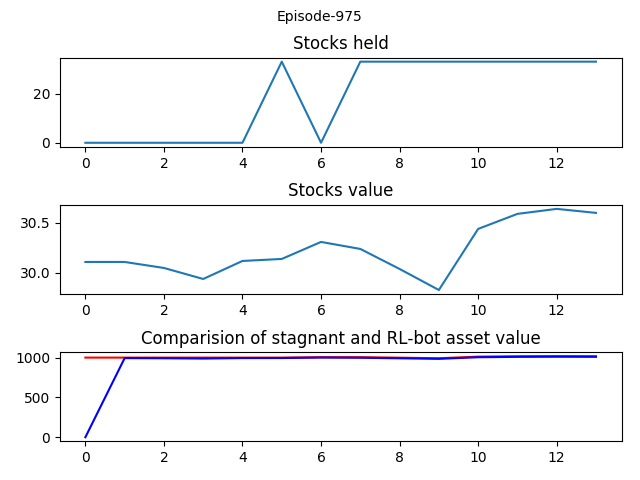 Episode-975
Stocks held
20
0
0 2 4 6 8 10 12
Stocks value
30.5
30.0
0 2 4 6 8 10 12
Comparision of stagnant and RL-bot asset value
1000
500
0
0 2 4 6 8 10 12